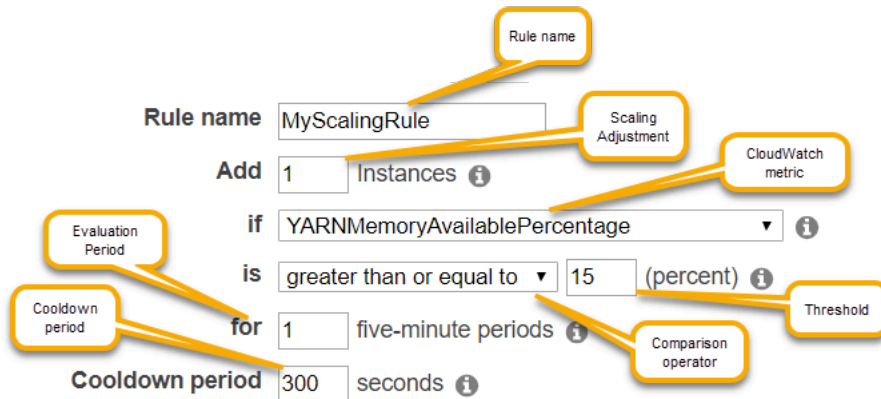 Rule name
Rule name MyScalingRule
Scaling
Adjustment
Add 1 Instances
CloudWatch
metric
if YARNMemoryAvailablePercentage
Evaluation
Period
is greater than or equal to 15 (percent)
Threshold
Cooldown
period
for 1 five-minute periods
Comparison
operator
Cooldown period 300 seconds